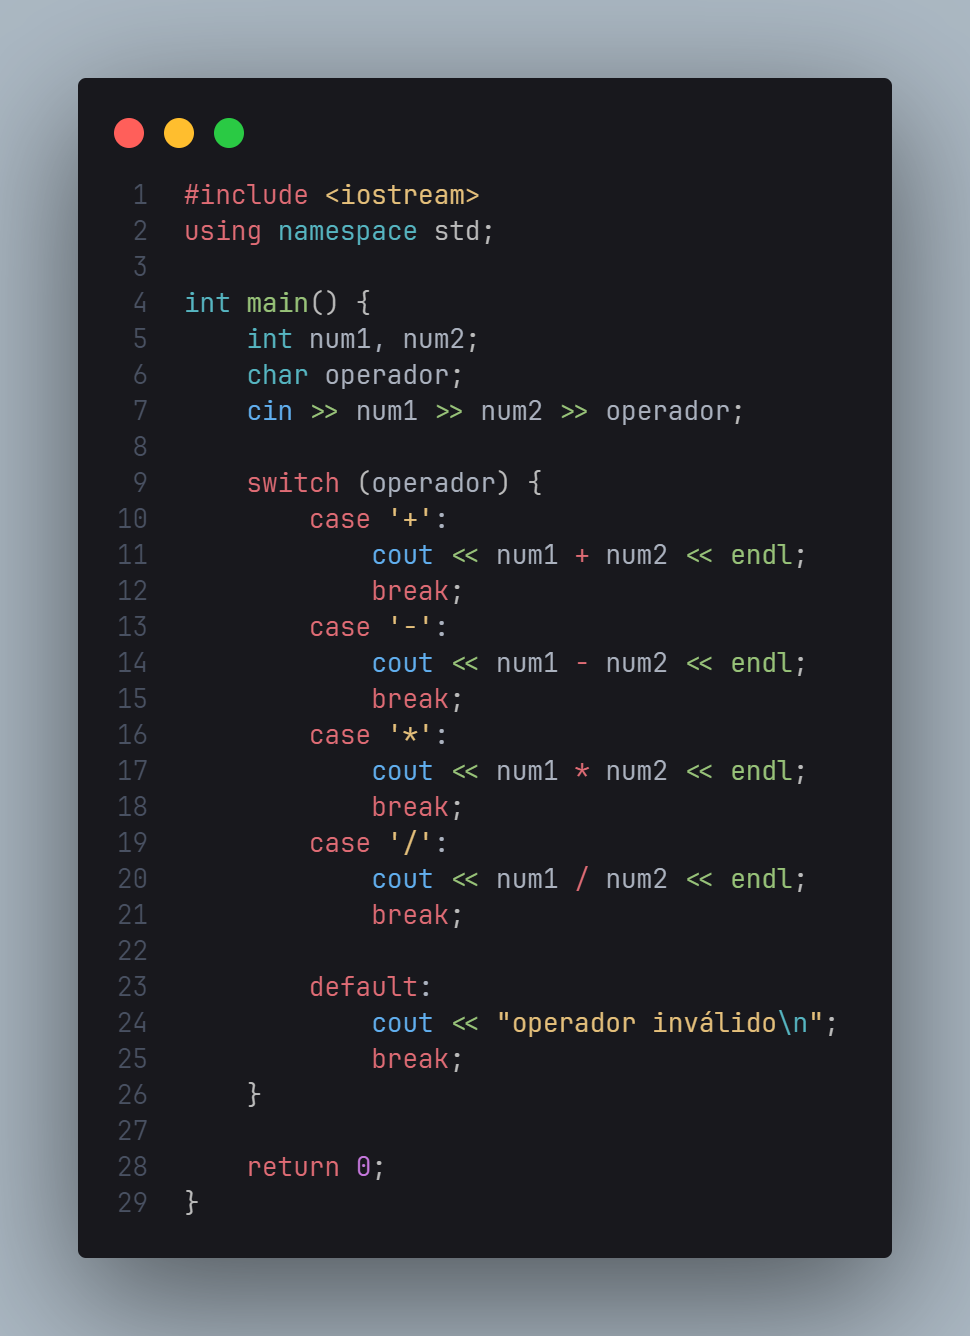 1 #include <iostream>
2 using namespace std;
3
4 int main() {
5     int num1, num2;
6     char operador;
7     cin >> num1 >> num2 >> operador;
8
9     switch (operador) {
10         case '+':
11             cout << num1 + num2 << endl;
12             break;
13         case '-':
14             cout << num1 - num2 << endl;
15             break;
16         case '*':
17             cout << num1 * num2 << endl;
18             break;
19         case '/':
20             cout << num1 / num2 << endl;
21             break;
22
23         default:
24             cout << "operador inválido\n";
25             break;
26     }
27
28     return 0;
29 }